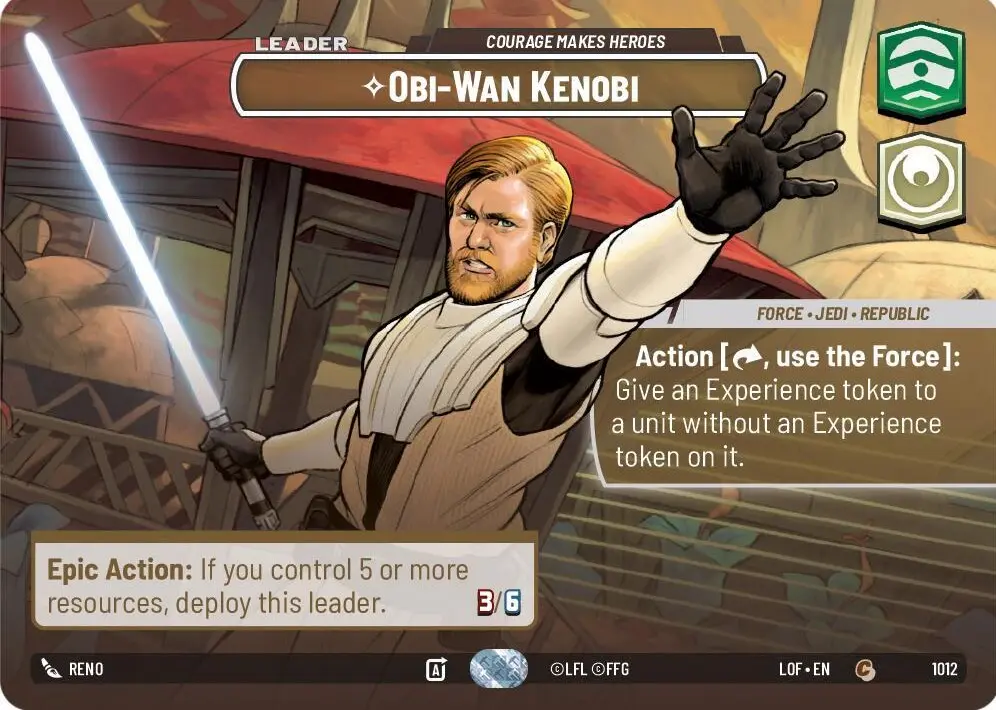 LEADER
COURAGE MAKES HEROES
✧OBI-WAN KENOBI
FORCE • JEDI • REPUBLIC
Action [, use the Force]:
Give an Experience token to
a unit without an Experience
token on it.
Epic Action: If you control 5 or more
resources, deploy this leader.
3/6
RENO
A
©LFL ©FFG
LOF • EN
C
1012